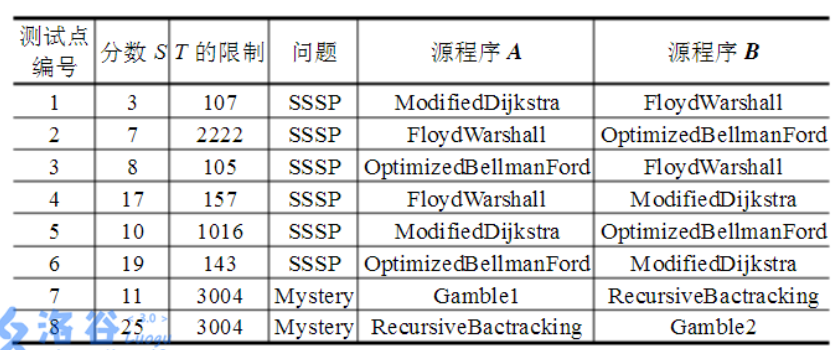 测试点编号 分数 S T 的限制 问题 源程序 A 源程序 B
1 3 107 SSSP ModifiedDijkstra FloydWarshall
2 7 2222 SSSP FloydWarshall OptimizedBellmanFord
3 8 105 SSSP OptimizedBellmanFord FloydWarshall
4 17 157 SSSP FloydWarshall ModifiedDijkstra
5 10 1016 SSSP ModifiedDijkstra OptimizedBellmanFord
6 19 143 SSSP OptimizedBellmanFord ModifiedDijkstra
7 11 3004 Mystery Gamble1 RecursiveBactracking
8 25 3004 Mystery RecursiveBactracking Gamble2
洛谷 <3.0> Luogu